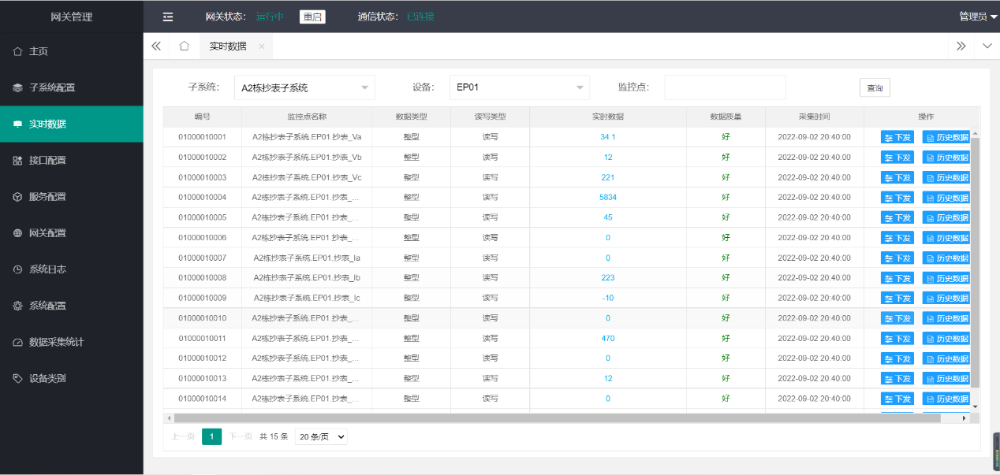 网关管理
网关状态： 运行中 重启 通信状态： 已连接 管理员
主页
子系统配置
实时数据
接口配置
服务配置
网关配置
系统日志
系统配置
数据采集统计
设备类别
实时数据
子系统： A2栋抄表子系统 设备： EP01 监控点： 查询
编号 监控点名称 数据类型 读写类型 实时数据 数据质量 采集时间 操作
01000010001 A2栋抄表子系统.EP01.抄表_Va 整型 读写 34.1 好 2022-09-02 20:40:00 下发 历史数据
01000010002 A2栋抄表子系统.EP01.抄表_Vb 整型 读写 12 好 2022-09-02 20:40:00 下发 历史数据
01000010003 A2栋抄表子系统.EP01.抄表_Vc 整型 读写 221 好 2022-09-02 20:40:00 下发 历史数据
01000010004 A2栋抄表子系统.EP01.抄表_... 整型 读写 5834 好 2022-09-02 20:40:00 下发 历史数据
01000010005 A2栋抄表子系统.EP01.抄表_... 整型 读写 45 好 2022-09-02 20:40:00 下发 历史数据
01000010006 A2栋抄表子系统.EP01.抄表_... 整型 读写 0 好 2022-09-02 20:40:00 下发 历史数据
01000010007 A2栋抄表子系统.EP01.抄表_Ia 整型 读写 0 好 2022-09-02 20:40:00 下发 历史数据
01000010008 A2栋抄表子系统.EP01.抄表_Ib 整型 读写 223 好 2022-09-02 20:40:00 下发 历史数据
01000010009 A2栋抄表子系统.EP01.抄表_Ic 整型 读写 -10 好 2022-09-02 20:40:00 下发 历史数据
01000010010 A2栋抄表子系统.EP01.抄表_... 整型 读写 0 好 2022-09-02 20:40:00 下发 历史数据
01000010011 A2栋抄表子系统.EP01.抄表_... 整型 读写 470 好 2022-09-02 20:40:00 下发 历史数据
01000010012 A2栋抄表子系统.EP01.抄表_... 整型 读写 0 好 2022-09-02 20:40:00 下发 历史数据
01000010013 A2栋抄表子系统.EP01.抄表_... 整型 读写 12 好 2022-09-02 20:40:00 下发 历史数据
01000010014 A2栋抄表子系统.EP01.抄表_... 整型 读写 0 好 2022-09-02 20:40:00 下发 历史数据
上一页 1 下一页 共 15 条 20 条/页